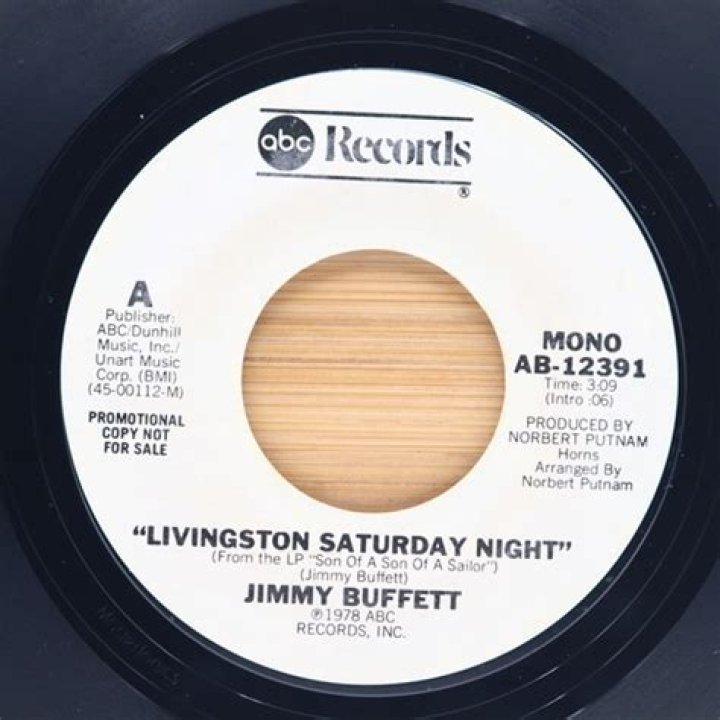 abc Records
®
A
Publisher:
ABC/Dunhill
Music, Inc./
Unart Music
Corp. (BMI)
(45-00112-M)
PROMOTIONAL
COPY NOT
FOR SALE
MONO
AB-12391
Time: 3:09
(Intro :06)
PRODUCED BY
NORBERT PUTNAM
Horns
Arranged By
Norbert Putnam
"LIVINGSTON SATURDAY NIGHT"
(From the LP "Son Of A Son Of A Sailor")
(Jimmy Buffett)
JIMMY BUFFETT
℗1978 ABC
RECORDS, INC.